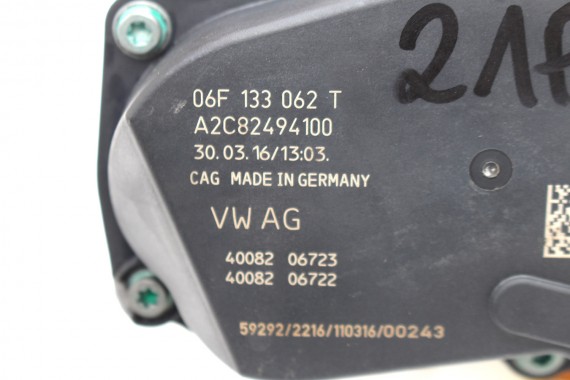 06F 133 062 T
A2C82494100
30.03.16/13:03.
CAG MADE IN GERMANY
VW AG
40082 06723
40082 06722
59292/2216/110316/00243